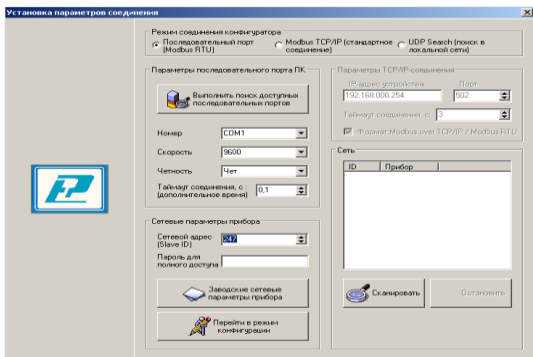 Установка параметров соединения
Режим соединения конфигуратора
Последовательный порт
(Modbus RTU)
Modbus TCP/IP (стандартное
соединение)
UDP Search (поиск в
локальной сети)
Параметры последовательного порта ПК
Выполнить поиск доступных
последовательных портов
Номер
COM1
Скорость
9600
Четность
Чет
Таймаут соединения, с :
(дополнительное время)
0,1
Параметры TCP/IP-соединения
IP-адрес устройства
Порт
192.168.000.254
502
Таймаут соединения, с:
3
Формат:Modbus over TCP/IP / Modbus RTU
Сеть
ID
Прибор
Сетевые параметры прибора
Сетевой адрес
(Slave ID)
247
Пароль для
полного доступа
Заводские сетевые
параметры прибора
Перейти в режим
конфигурации
Сканировать
Остановить